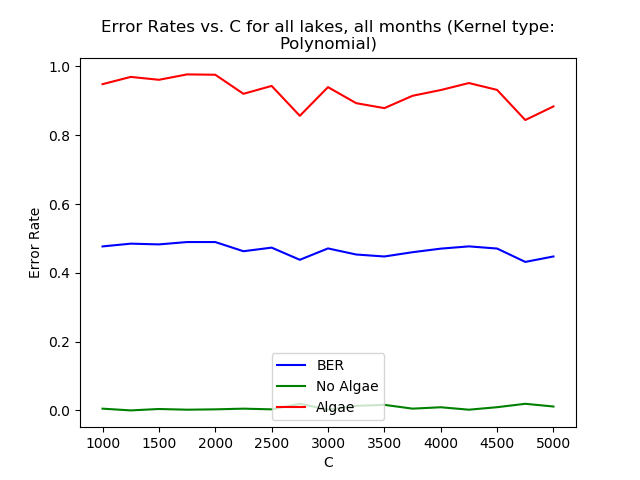 Error Rates vs. C for all lakes, all months (Kernel type:
Polynomial)
1.0
0.8
0.6
0.4
0.2
0.0
Error Rate
BER
No Algae
Algae
1000 1500 2000 2500 3000 3500 4000 4500 5000
C